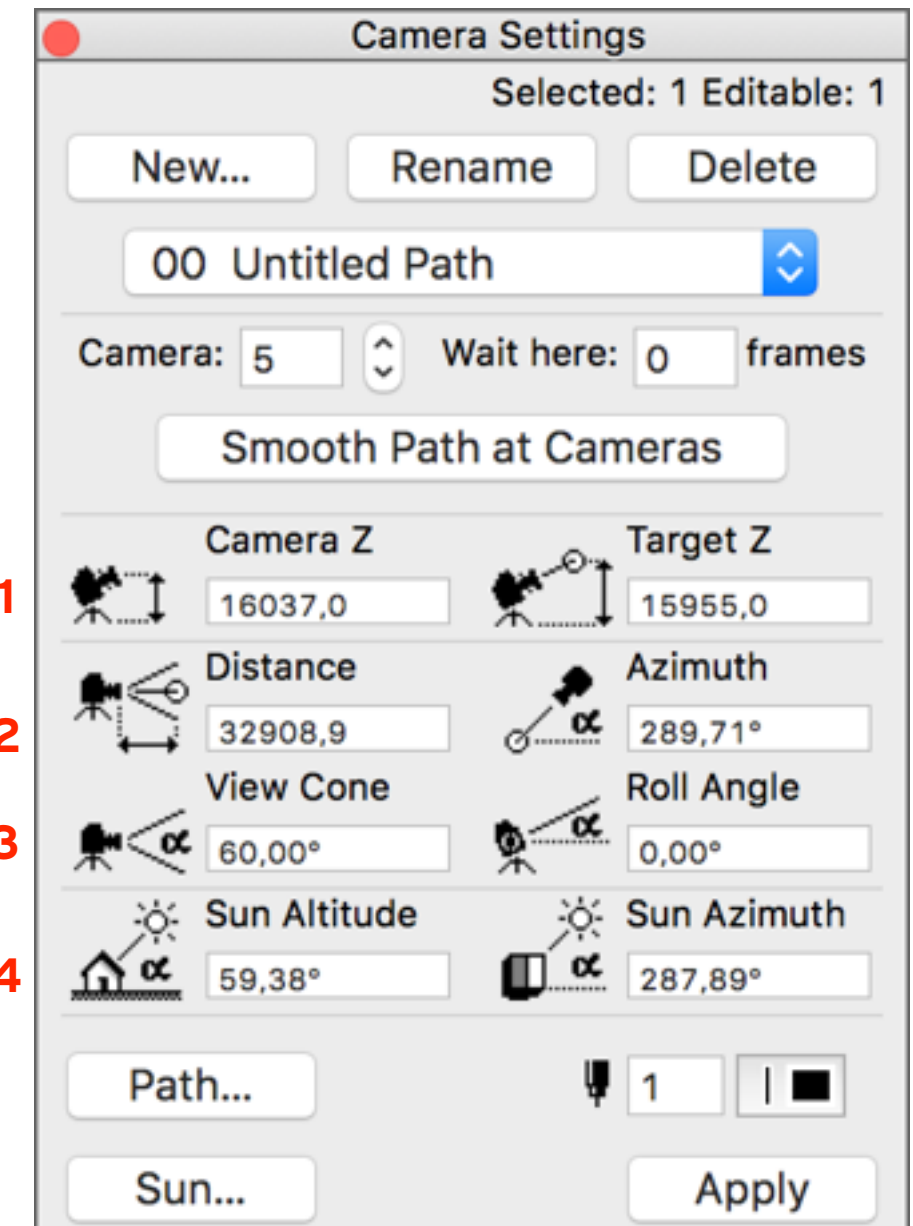 Camera Settings
Selected: 1 Editable: 1
New... Rename Delete
00 Untitled Path
Camera: 5 Wait here: 0 frames
Smooth Path at Cameras
Camera Z Target Z
1 16037,0 15955,0
Distance Azimuth
α
2 32908,9 289,71°
View Cone Roll Angle
α α
3 60,00° 0,00°
Sun Altitude Sun Azimuth
α α
4 59,38° 287,89°
Path... 1
Sun... Apply